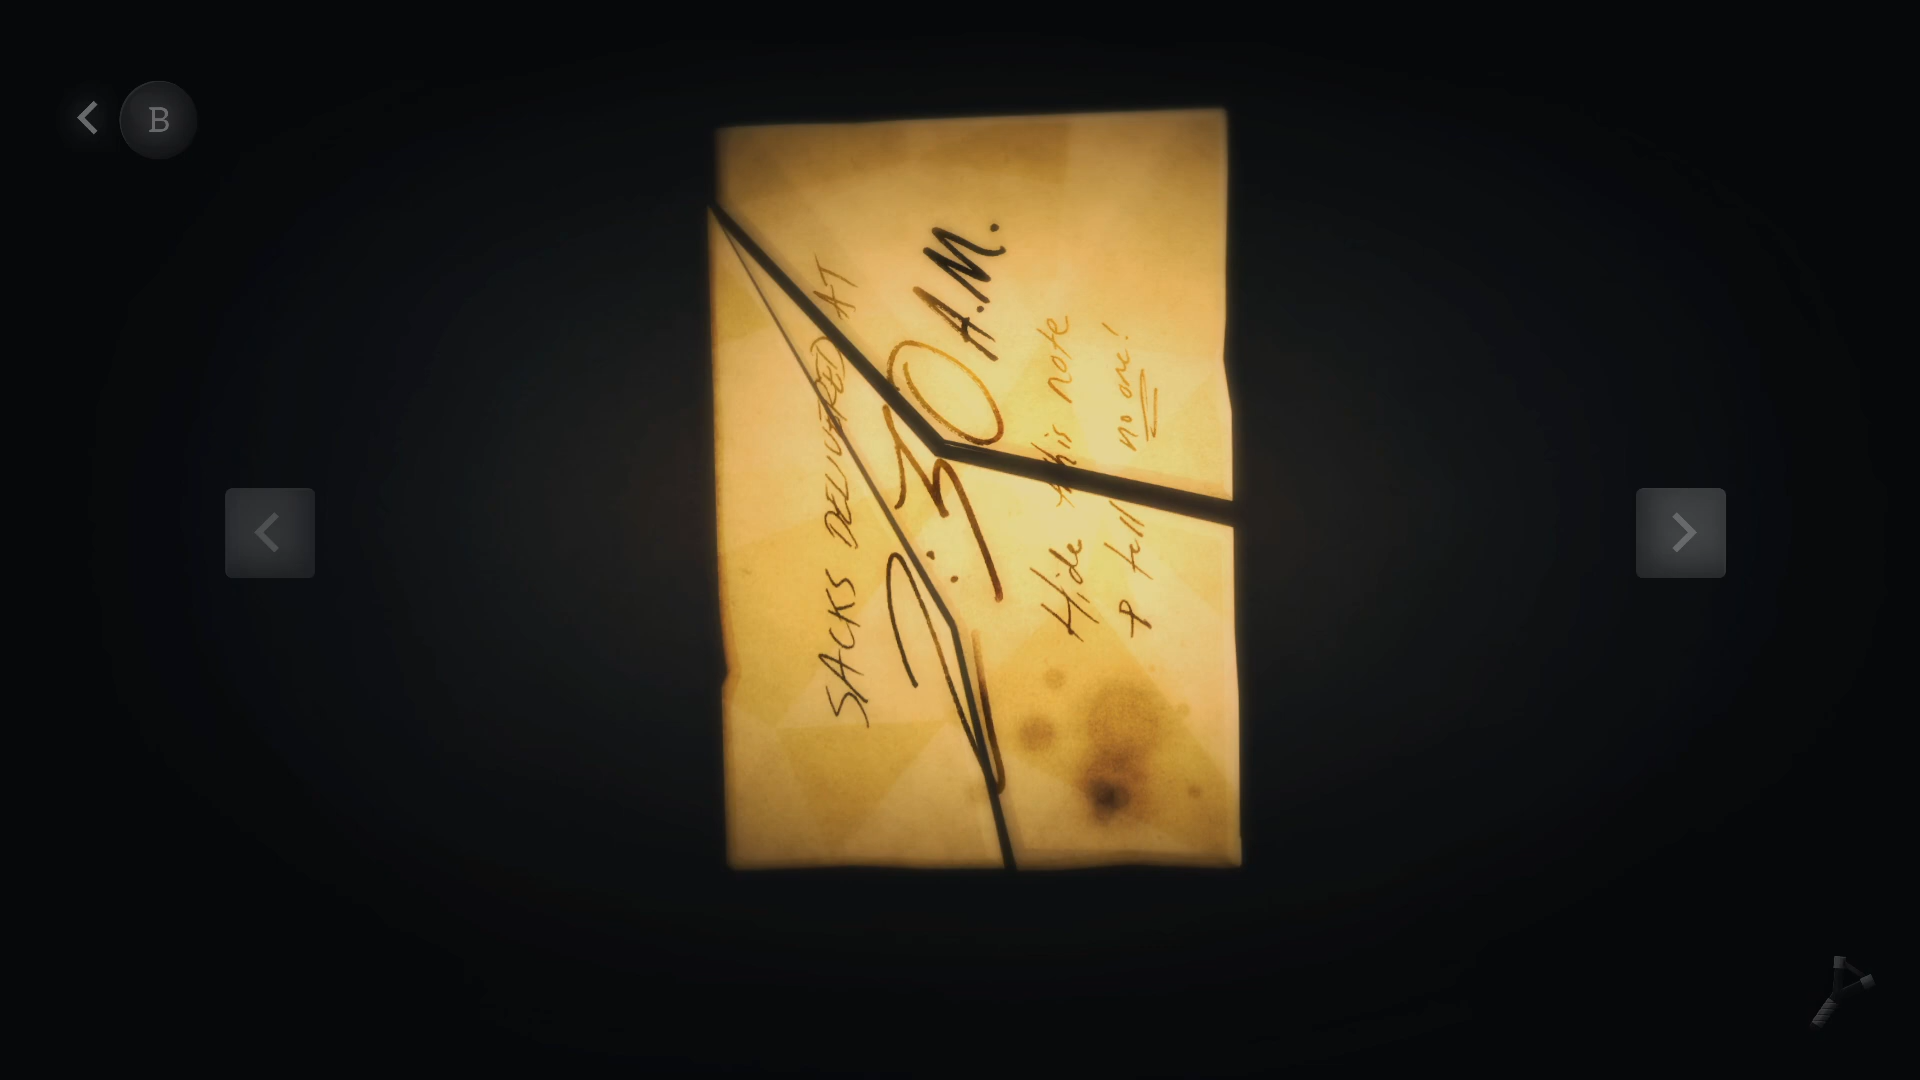 B
SACKS DELIVERED AT
2:30 A.M.
Hide this note
& tell no one!